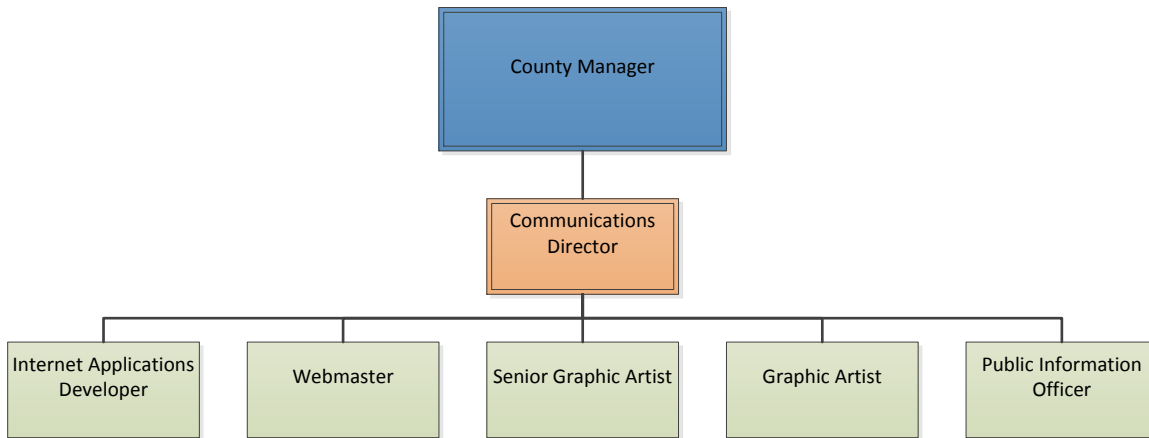 County Manager
Communications
Director
Internet Applications
Developer
Webmaster
Senior Graphic Artist
Graphic Artist
Public Information
Officer